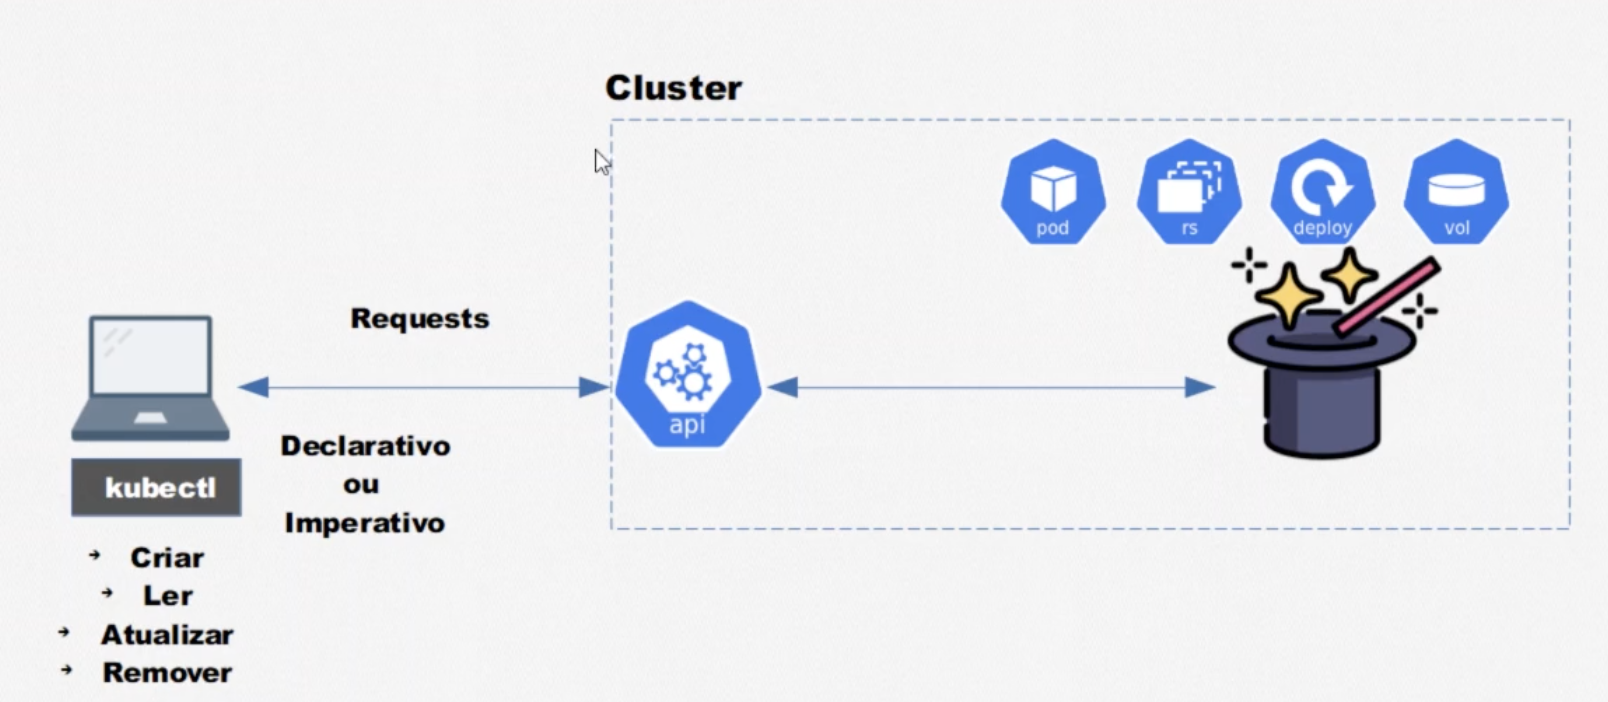 Cluster
pod
rs
deploy
vol
Requests
api
Declarativo
ou
Imperativo
kubectl
→ Criar
→ Ler
→ Atualizar
→ Remover